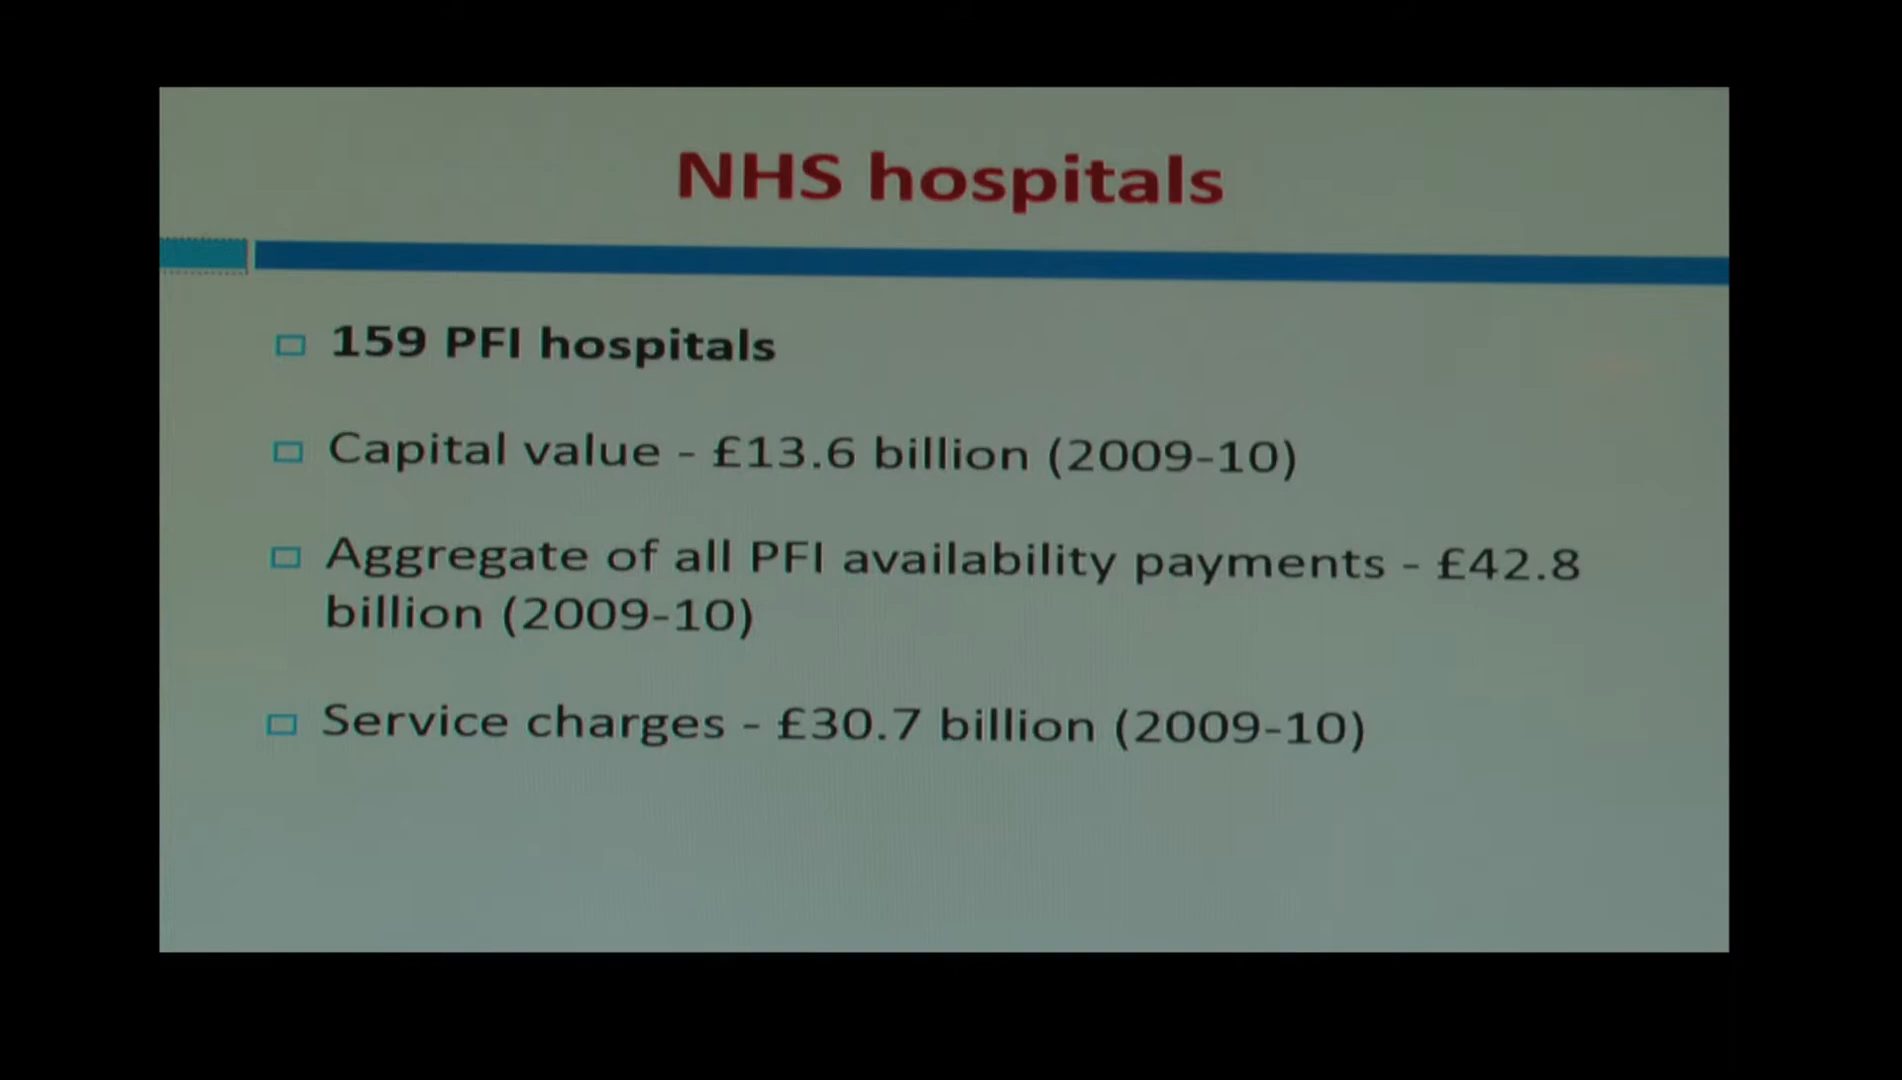 NHS hospitals
159 PFI hospitals
Capital value - £13.6 billion (2009-10)
Aggregate of all PFI availability payments - £42.8
billion (2009-10)
Service charges - £30.7 billion (2009-10)